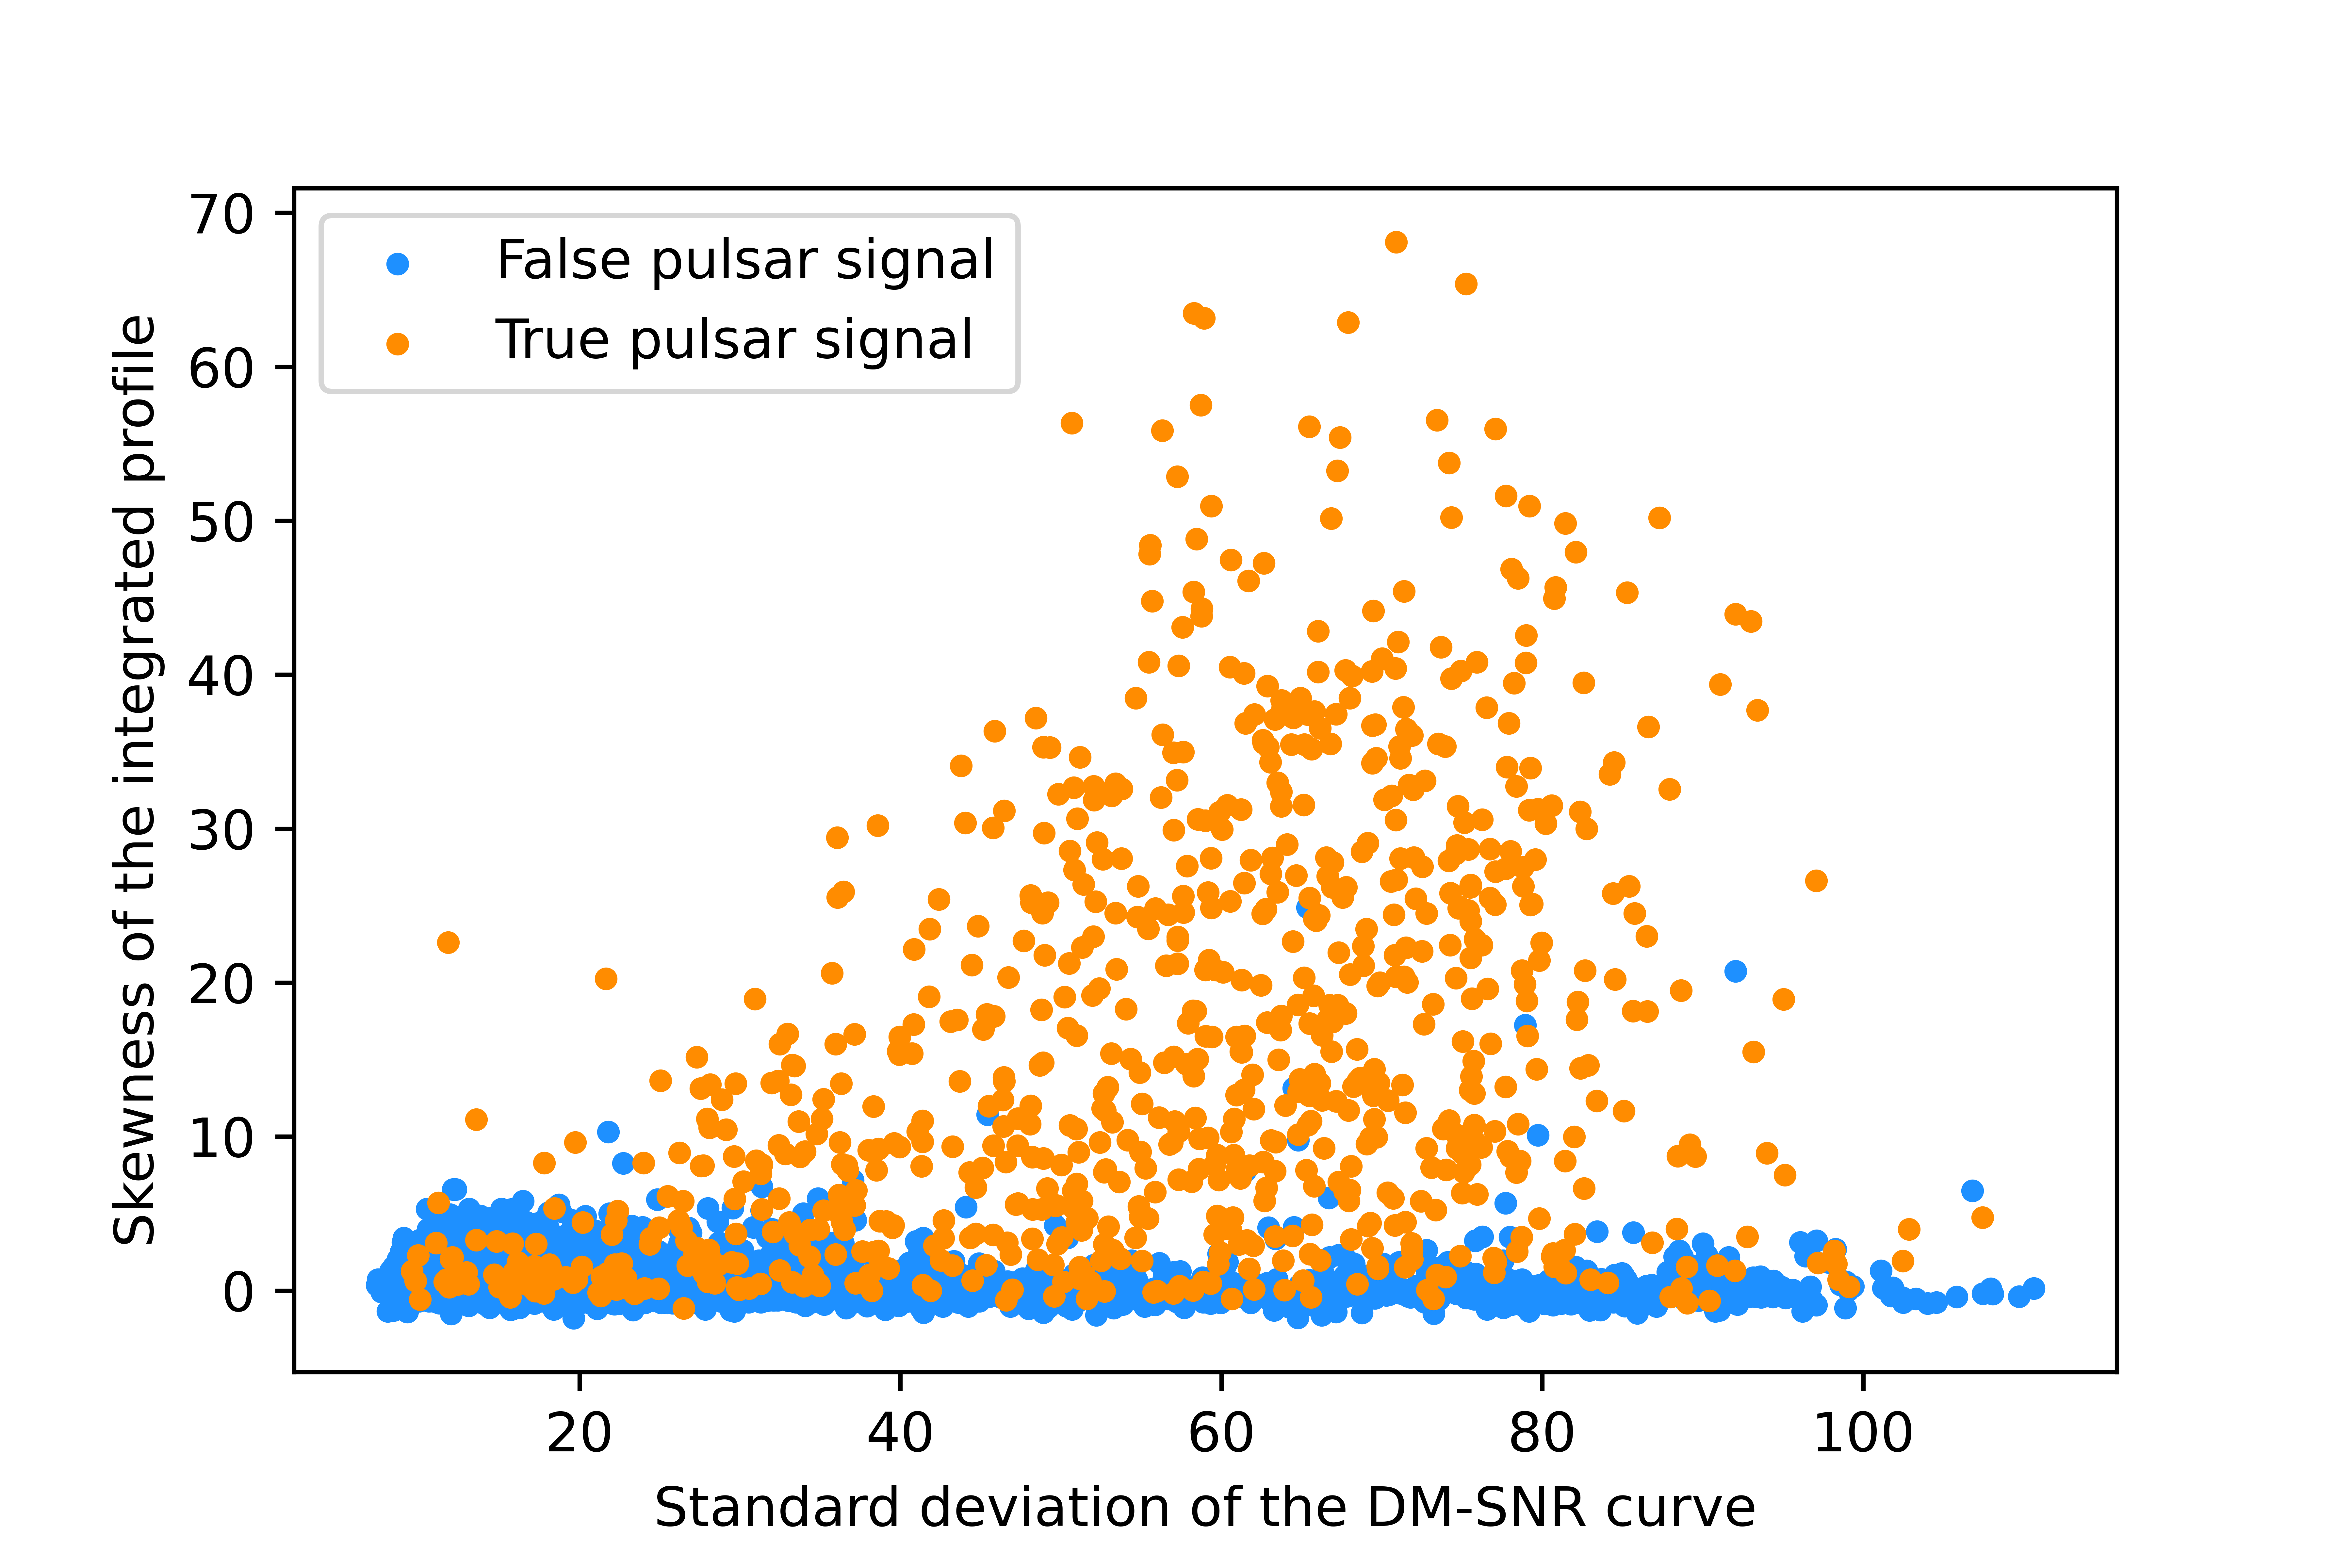 70
60
50
40
30
20
10
0
Skewness of the integrated profile
False pulsar signal
True pulsar signal
20 40 60 80 100
Standard deviation of the DM-SNR curve